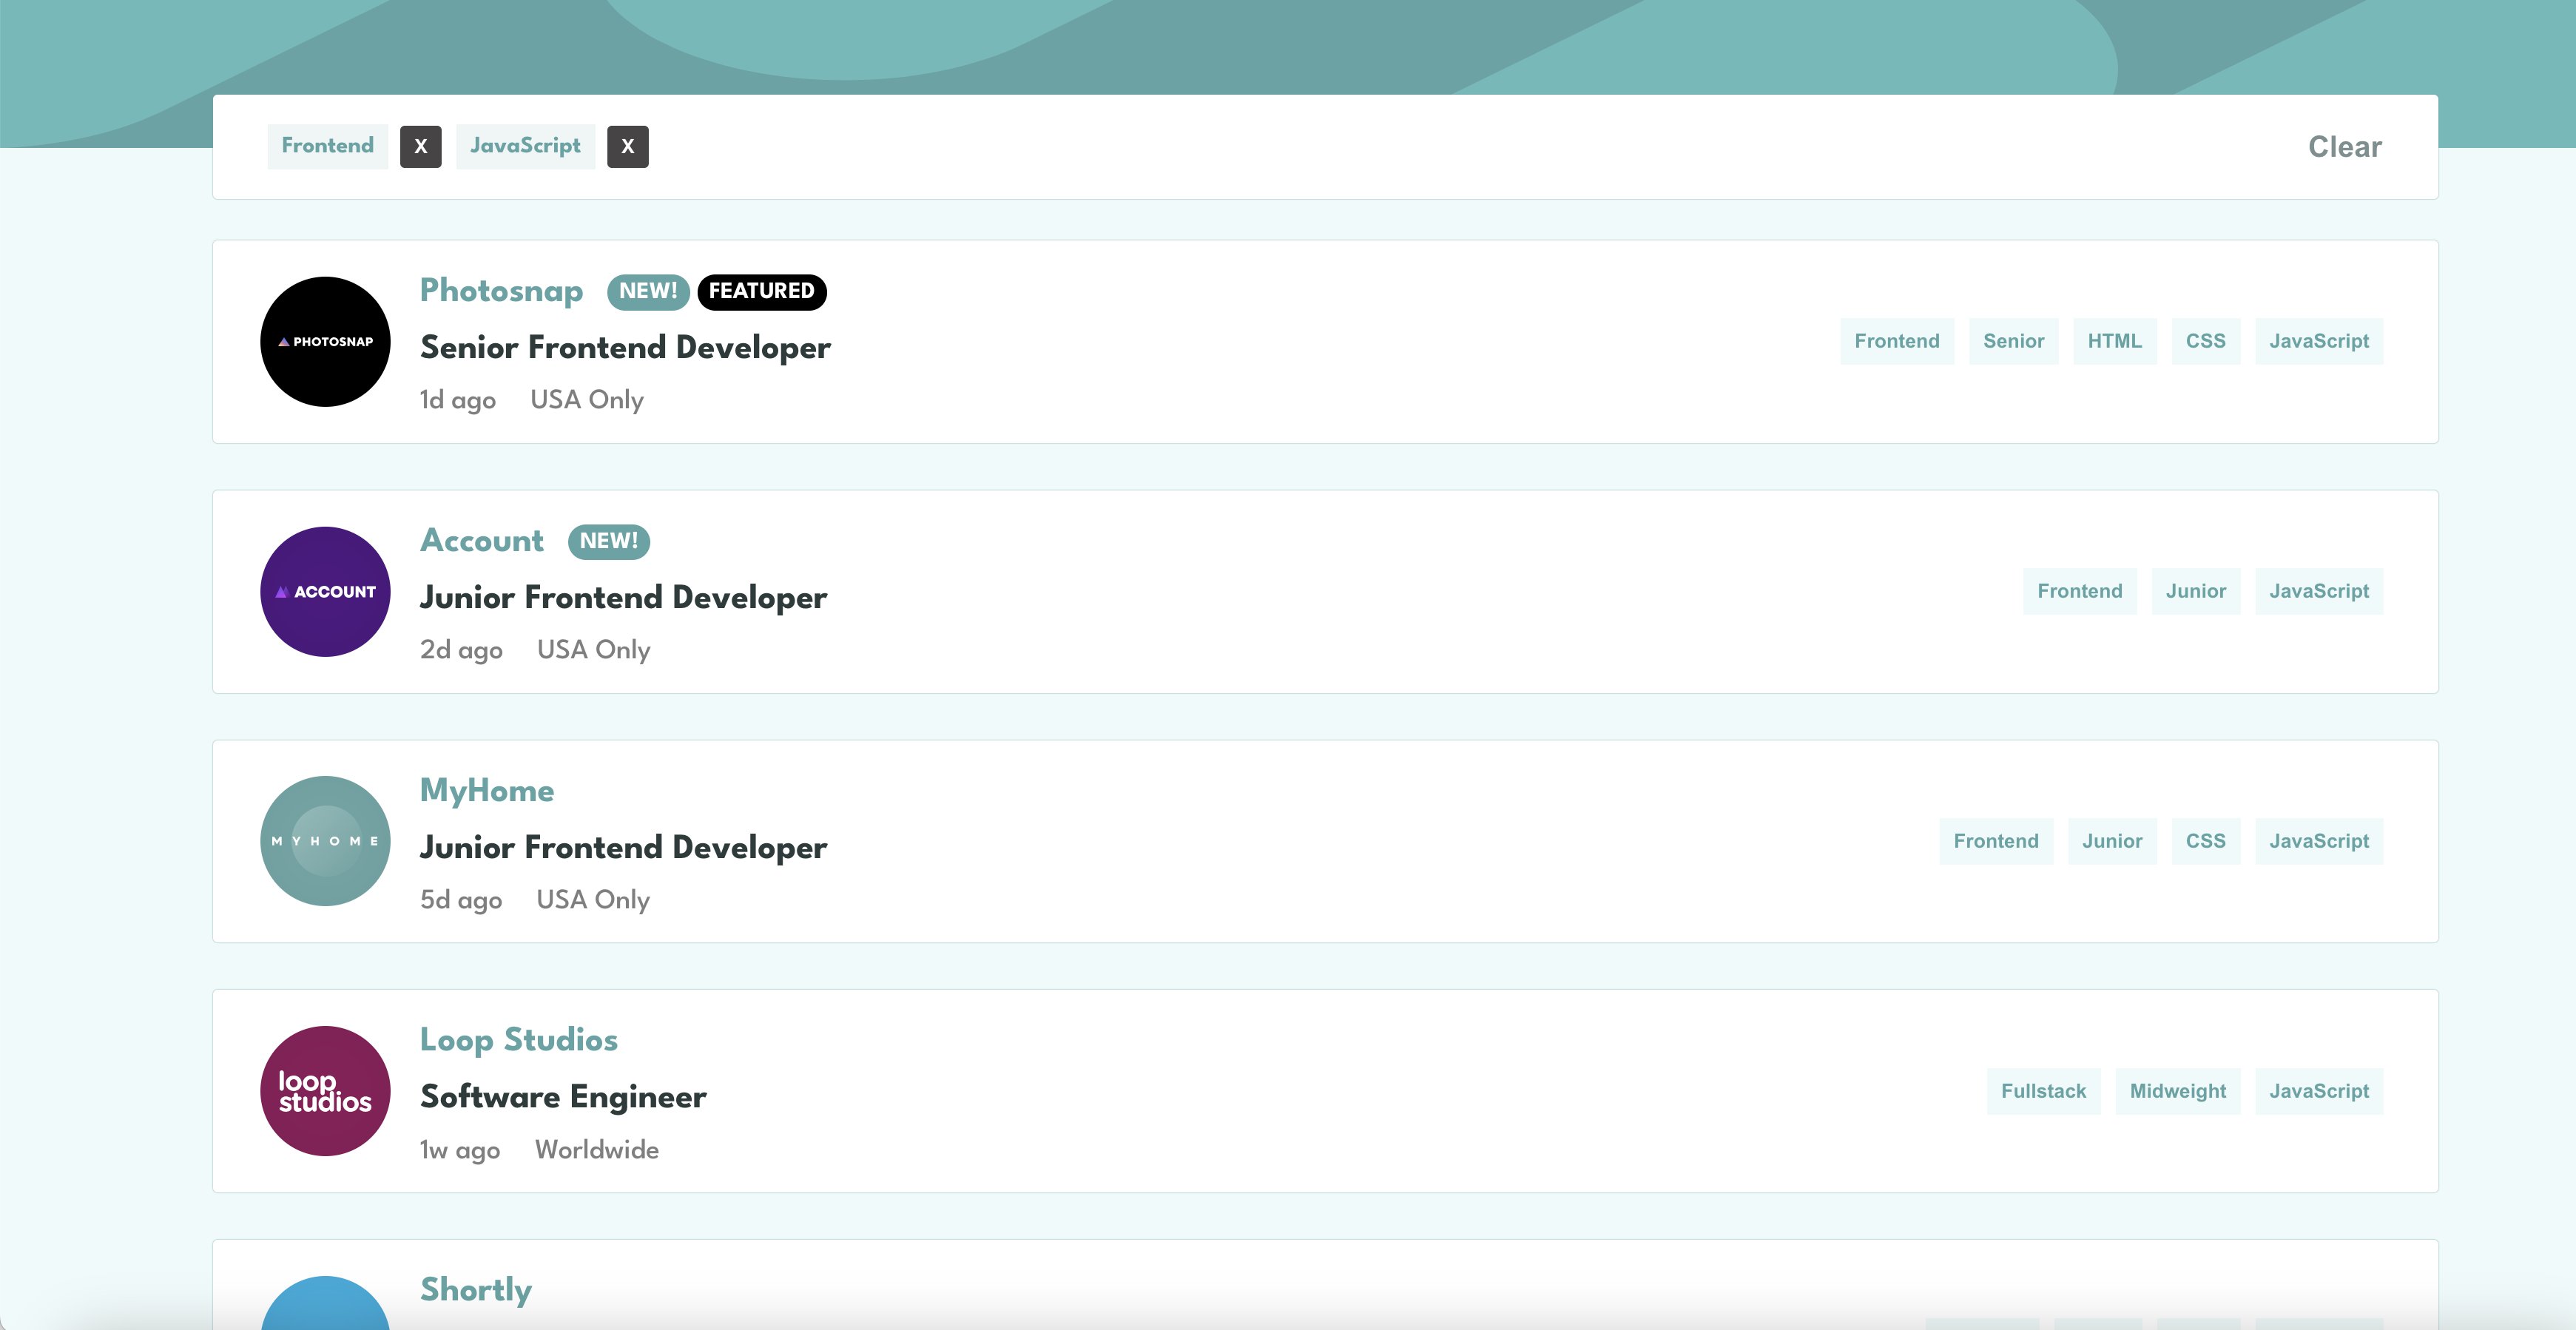 Frontend X JavaScript X Clear
PHOTOSNAP
Photosnap NEW! FEATURED
Senior Frontend Developer
1d ago USA Only
Frontend Senior HTML CSS JavaScript
ACCOUNT
Account NEW!
Junior Frontend Developer
2d ago USA Only
Frontend Junior JavaScript
MYHOME
MyHome
Junior Frontend Developer
5d ago USA Only
Frontend Junior CSS JavaScript
loop
studios
Loop Studios
Software Engineer
1w ago Worldwide
Fullstack Midweight JavaScript
Shortly